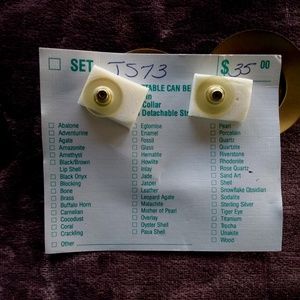 SET JS73 $ 35 00
TABLE CAN BE
Collar
Detachable
Abalone
Adventurine
Agate
Amazonite
Amethyst
Black/Brown
Lip Shell
Black Onyx
Blocking
Bone
Brass
Buffalo Horn
Carnelian
Cocodust
Coral
Crackling
Other
Eglomise
Enamel
Fossil
Glass
Hematite
Howlite
Inlay
Jade
Jasper
Leather
Leopard Agate
Malachite
Mother of Pearl
Overlay
Oyster Shell
Paua Shell
Pearl
Porcelain
Quartz
Quartzite
Riverstone
Rhodonite
Rose Quartz
Sand Art
Shell
Snowflake Obsidian
Sodalite
Sterling Silver
Tiger Eye
Titanium
Trocha
Unakite
Wood